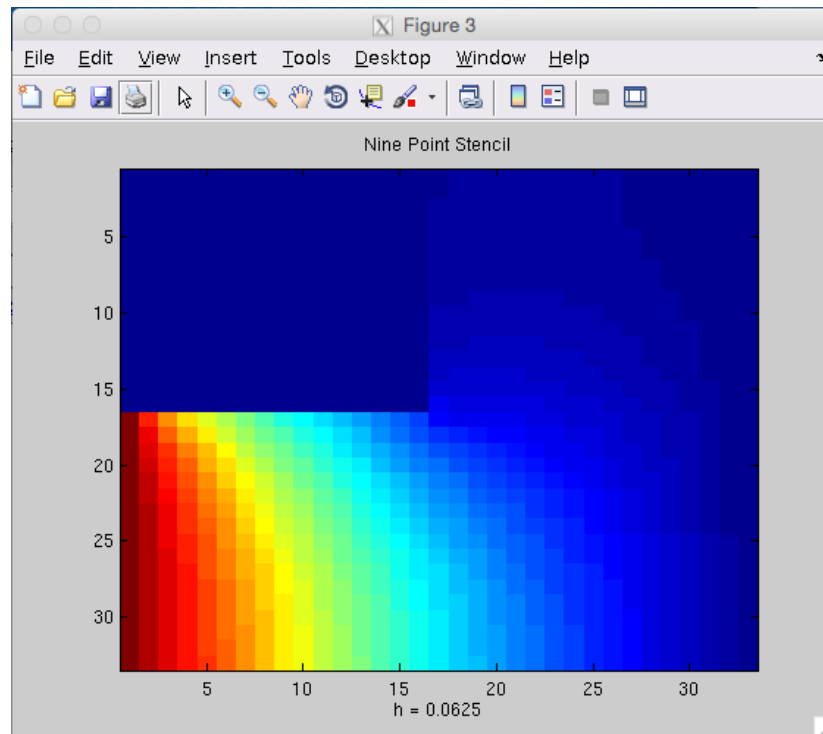 Figure 3
File Edit View Insert Tools Desktop Window Help
Nine Point Stencil
5
10
15
20
25
30
5 10 15 20 25 30
h = 0.0625